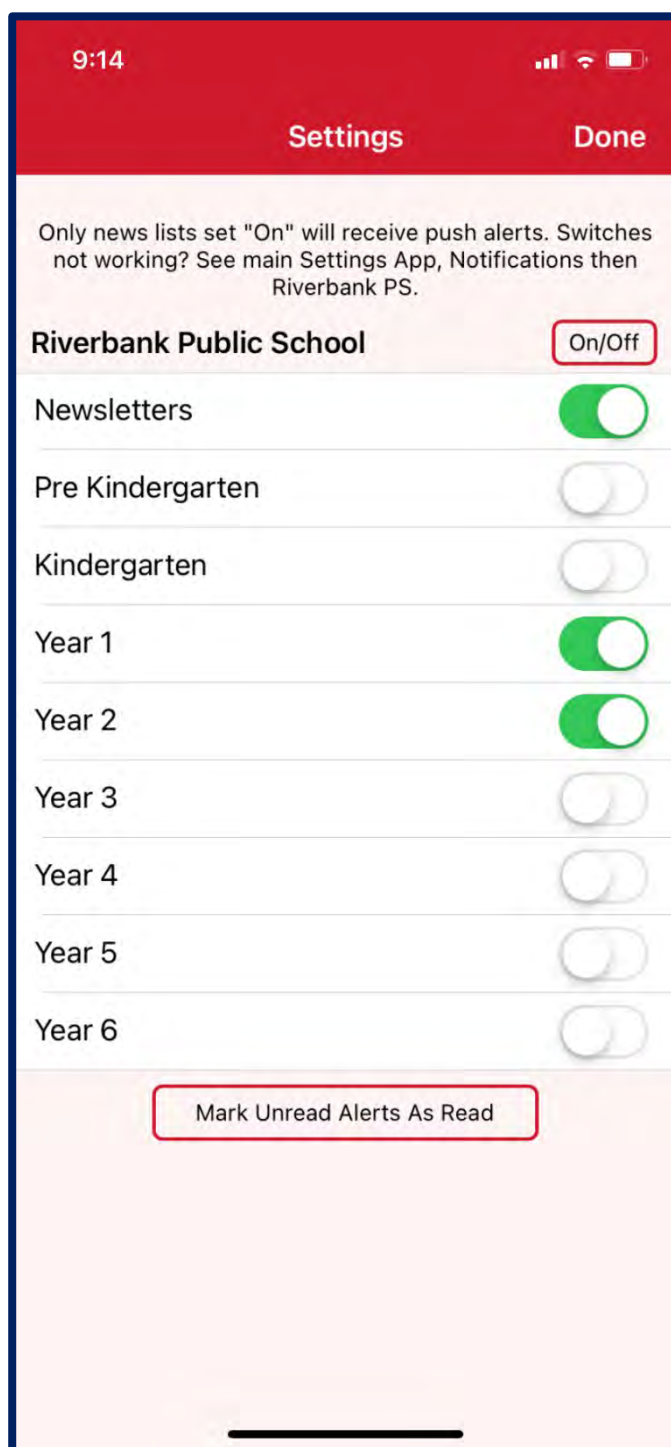 9:14
Settings Done
Only news lists set "On" will receive push alerts. Switches
not working? See main Settings App, Notifications then
Riverbank PS.
Riverbank Public School On/Off
Newsletters
Pre Kindergarten
Kindergarten
Year 1
Year 2
Year 3
Year 4
Year 5
Year 6
Mark Unread Alerts As Read